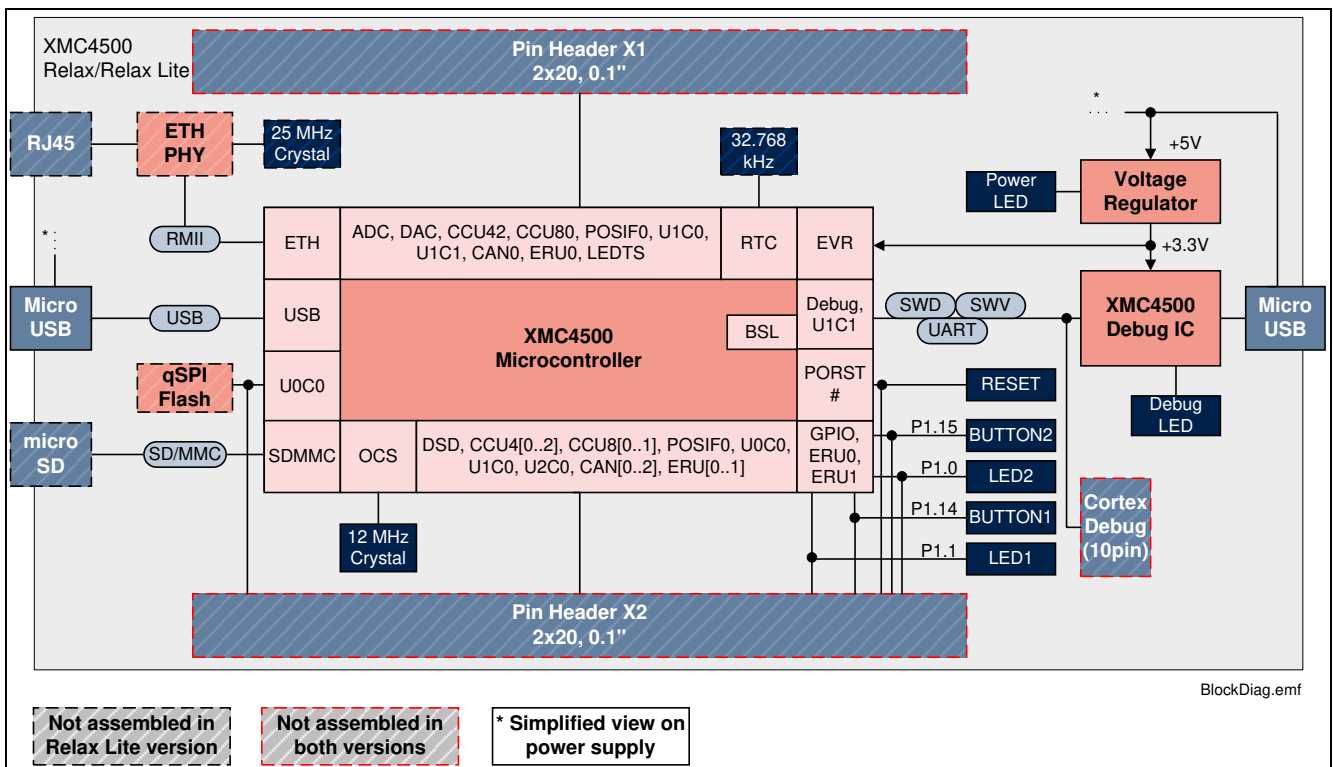 XMC4500
Relax/Relax Lite
Pin Header X1
2x20, 0.1"
RJ45
ETH
PHY
25 MHz
Crystal
32.768
kHz
*
+5V
Power
LED
Voltage
Regulator
+3.3V
RMII
ETH
ADC, DAC, CCU42, CCU80, POSIF0, U1C0,
U1C1, CAN0, ERU0, LEDTS
RTC
EVR
*
Micro
USB
USB
USB
XMC4500
Microcontroller
BSL
Debug,
U1C1
SWD
SWV
UART
XMC4500
Debug IC
Micro
USB
qSPI
Flash
U0C0
PORST
#
RESET
Debug
LED
micro
SD
SD/MMC
SDMMC
OCS
DSD, CCU4[0..2], CCU8[0..1], POSIF0, U0C0,
U1C0, U2C0, CAN[0..2], ERU[0..1]
GPIO,
ERU0,
ERU1
P1.15
BUTTON2
P1.0
LED2
P1.14
BUTTON1
P1.1
LED1
Cortex
Debug
(10pin)
12 MHz
Crystal
Pin Header X2
2x20, 0.1"
BlockDiag.emf
Not assembled in
Relax Lite version
Not assembled in
both versions
* Simplified view on
power supply